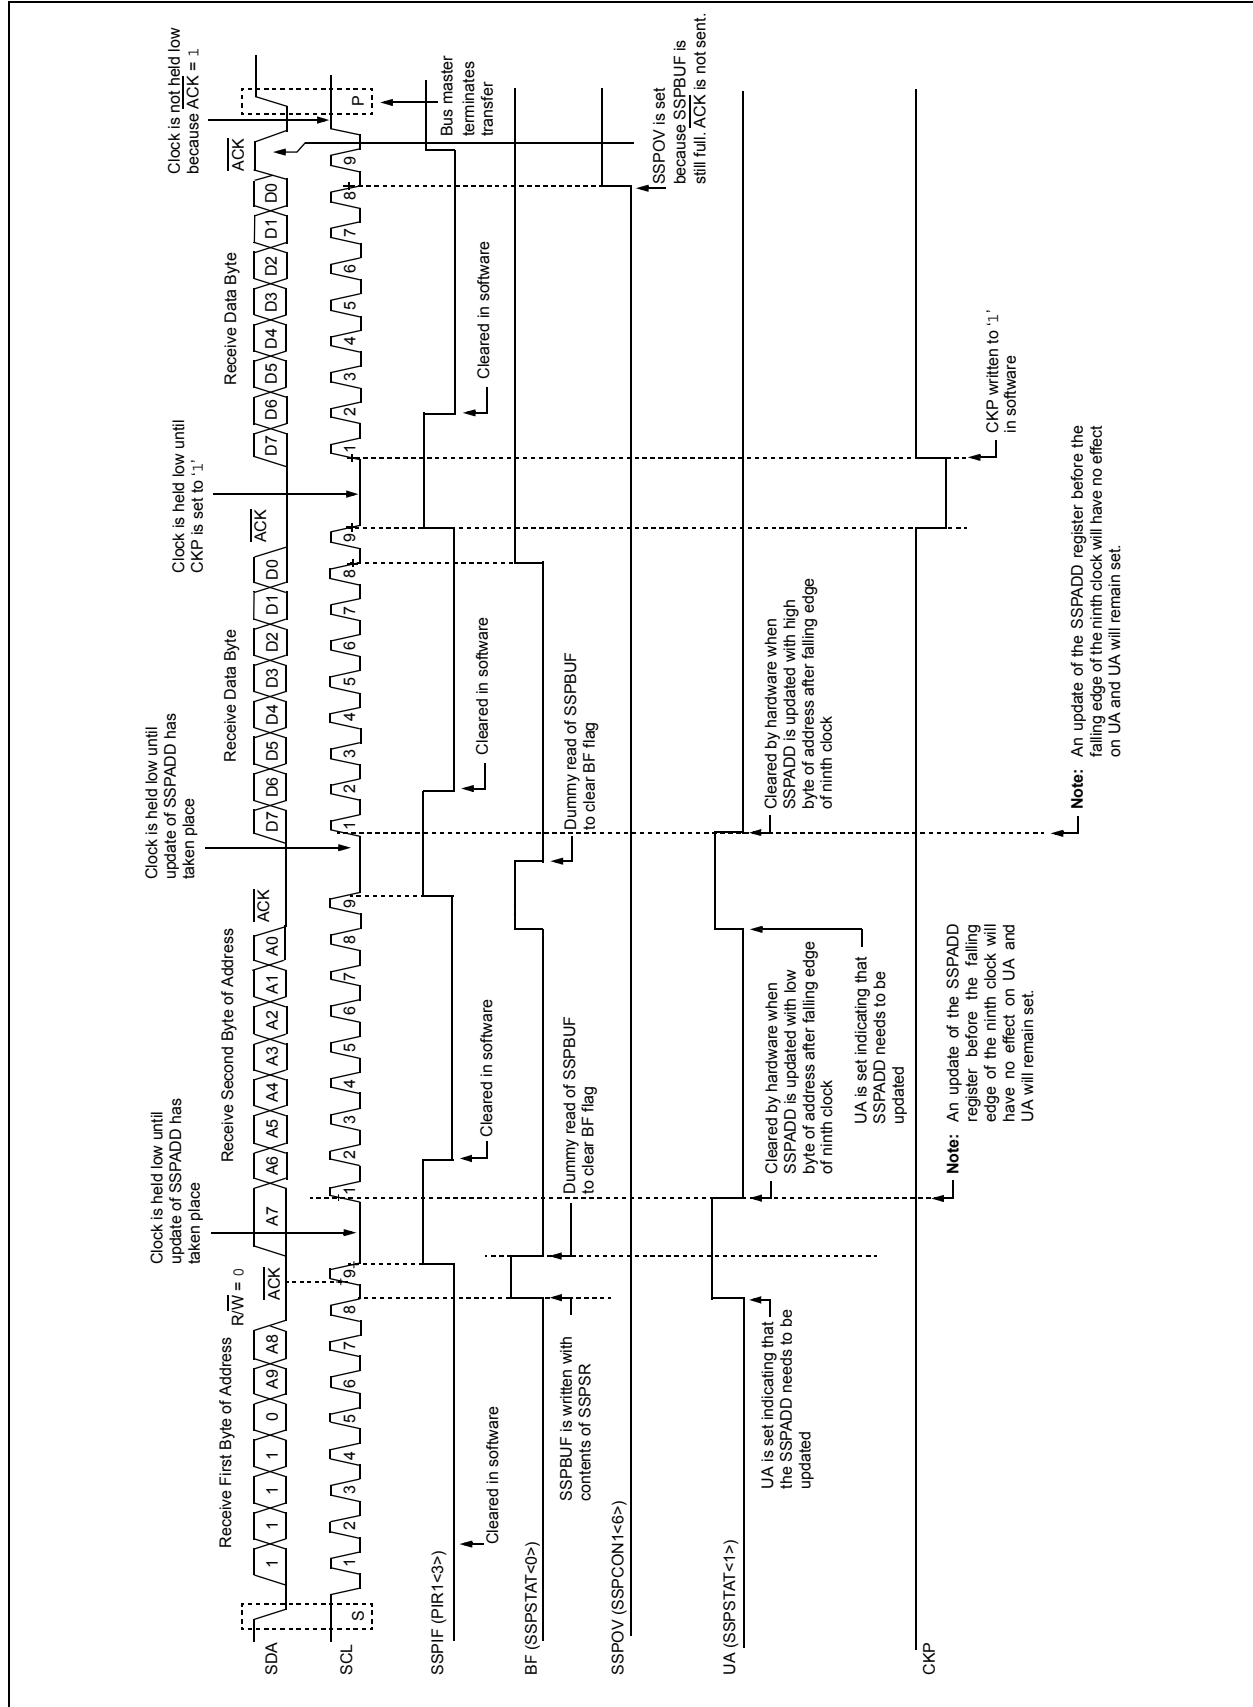 Clock is not held low
because ACK = 1
Clock is held low until
CKP is set to ‘1’
Clock is held low until
update of SSPADD has
taken place
Clock is held low until
update of SSPADD has
taken place
Receive First Byte of Address
R/W = 0
Receive Second Byte of Address
Receive Data Byte
Receive Data Byte
SDA
1 1 1 1 0 A9 A8 ACK A7 A6 A5 A4 A3 A2 A1 A0 ACK D7 D6 D5 D4 D3 D2 D1 D0 ACK D7 D6 D5 D4 D3 D2 D1 D0 ACK
SCL
S 1 2 3 4 5 6 7 8 9 1 2 3 4 5 6 7 8 9 1 2 3 4 5 6 7 8 9 1 2 3 4 5 6 7 8 9 P
Bus master
terminates
transfer
SSPIF (PIR1<3>)
Cleared in software
Cleared in software
Cleared in software
Cleared in software
BF (SSPSTAT<0>)
SSPBUF is written with
contents of SSPSR
Dummy read of SSPBUF
to clear BF flag
Dummy read of SSPBUF
to clear BF flag
SSPOV (SSPCON1<6>)
SSPOV is set
because SSPBUF is
still full. ACK is not sent.
UA (SSPSTAT<1>)
UA is set indicating that
the SSPADD needs to be
updated
Cleared by hardware when
SSPADD is updated with low
byte of address after falling edge
of ninth clock
UA is set indicating that
SSPADD needs to be
updated
Cleared by hardware when
SSPADD is updated with high
byte of address after falling edge
of ninth clock
CKP
CKP written to ‘1’
in software
Note: An update of the SSPADD
register before the falling
edge of the ninth clock will
have no effect on UA and
UA will remain set.
Note: An update of the SSPADD register before the
falling edge of the ninth clock will have no effect
on UA and UA will remain set.